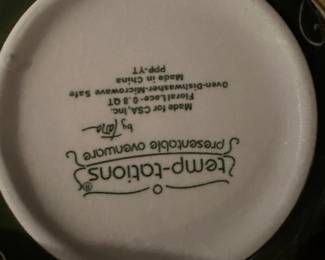 temp-tations®
presentable ovenware
by Tara
Made for CSA, Inc.
Floral Lace- 0.8 QT
Oven-Dishwasher-Microwave Safe
Made in China
PPP-YT